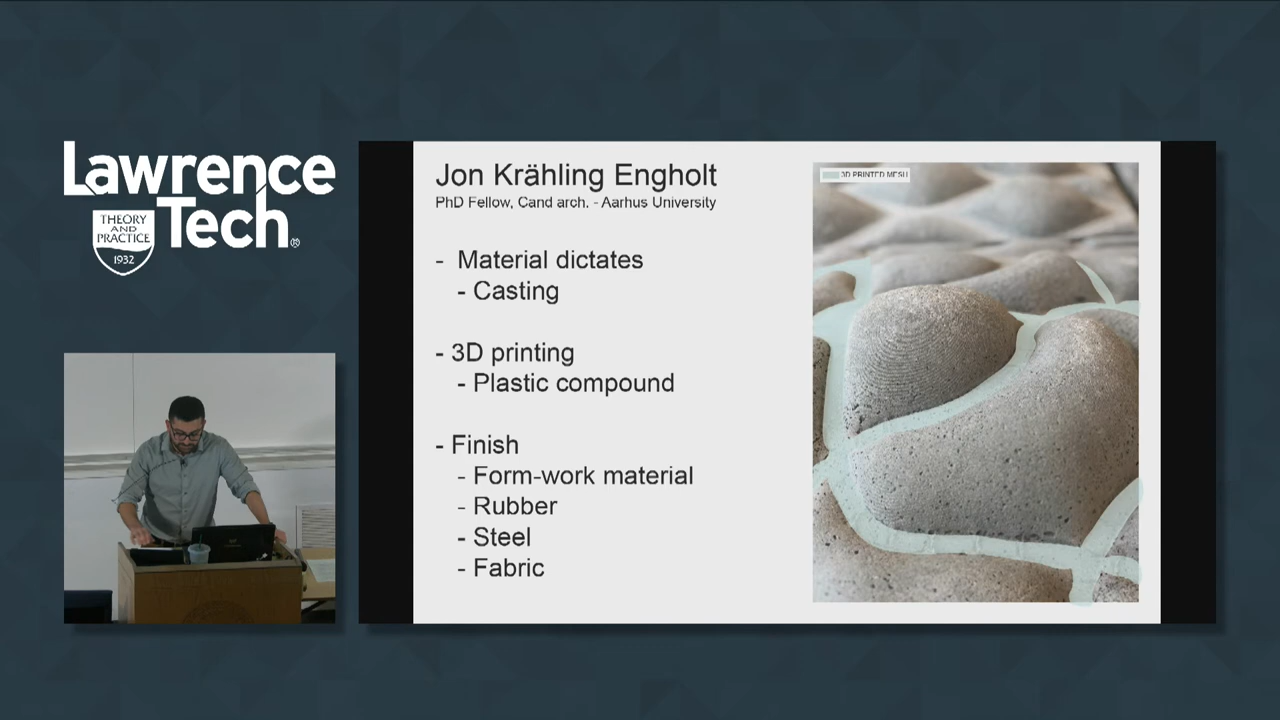 Lawrence
Tech®
THEORY
AND
PRACTICE
1932
Jon Krähling Engholt
PhD Fellow, Cand arch. - Aarhus University
- Material dictates
- Casting
- 3D printing
- Plastic compound
- Finish
- Form-work material
- Rubber
- Steel
- Fabric
3D PRINTED MESH